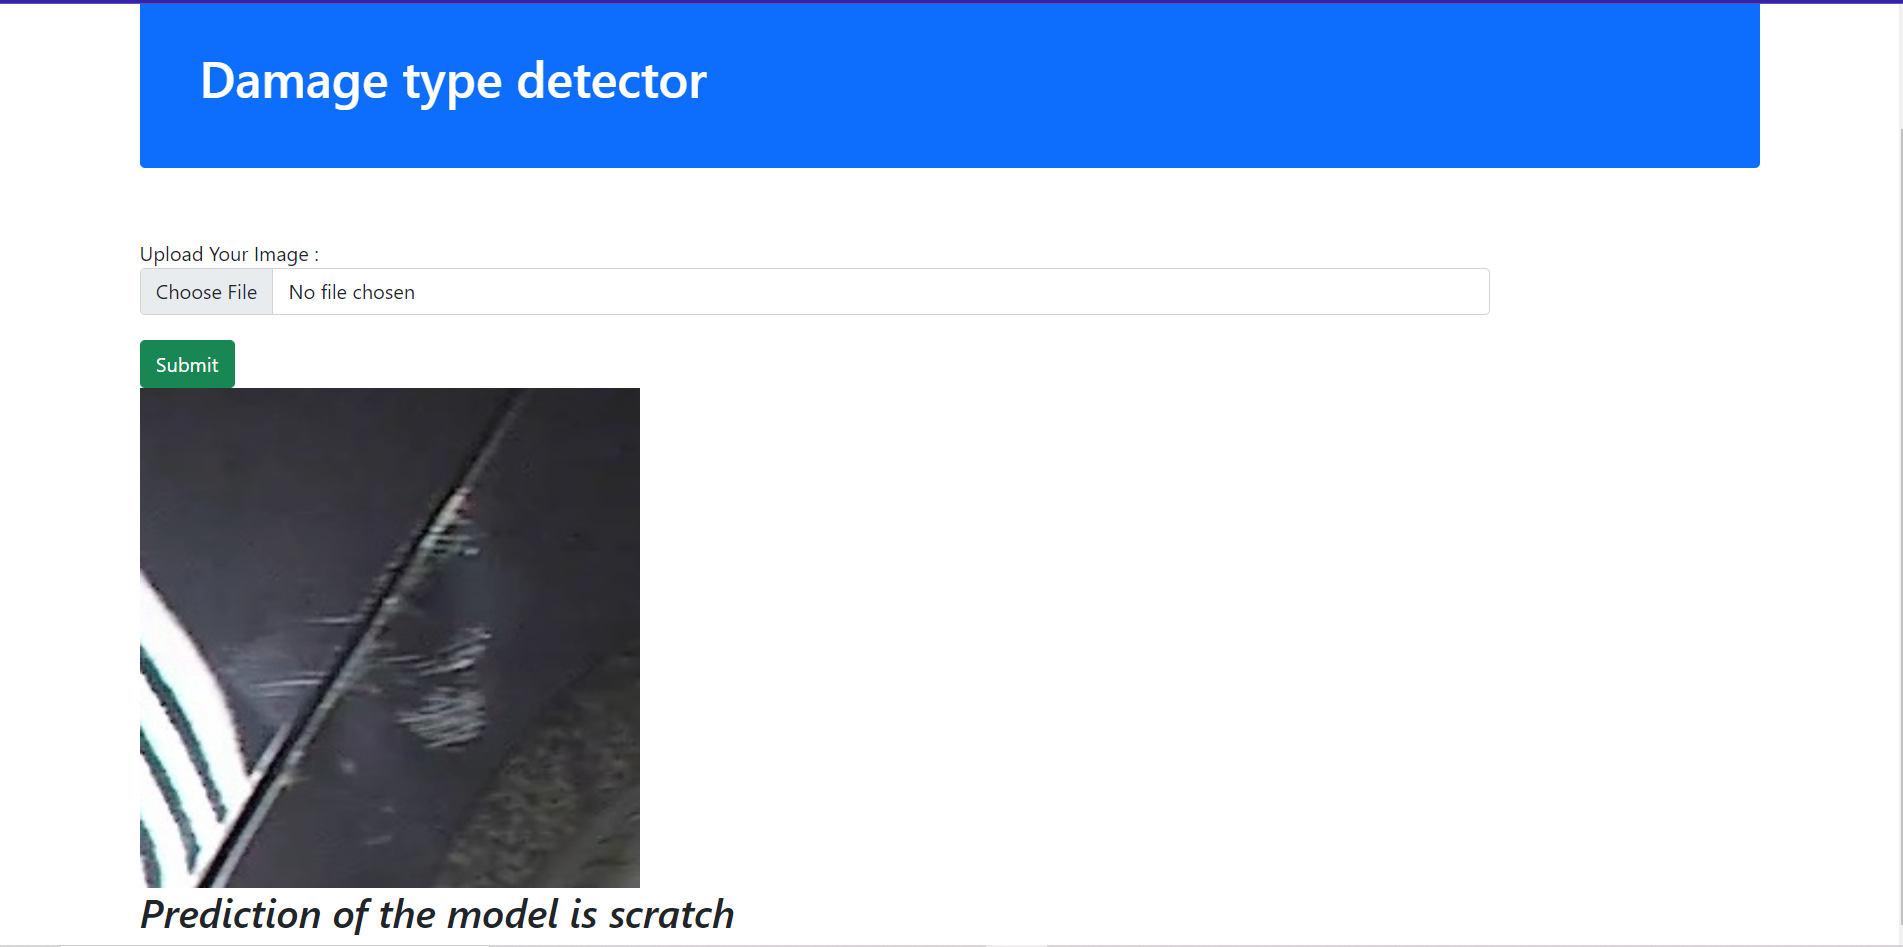 Damage type detector
Upload Your Image :
Choose File No file chosen
Submit
Prediction of the model is scratch